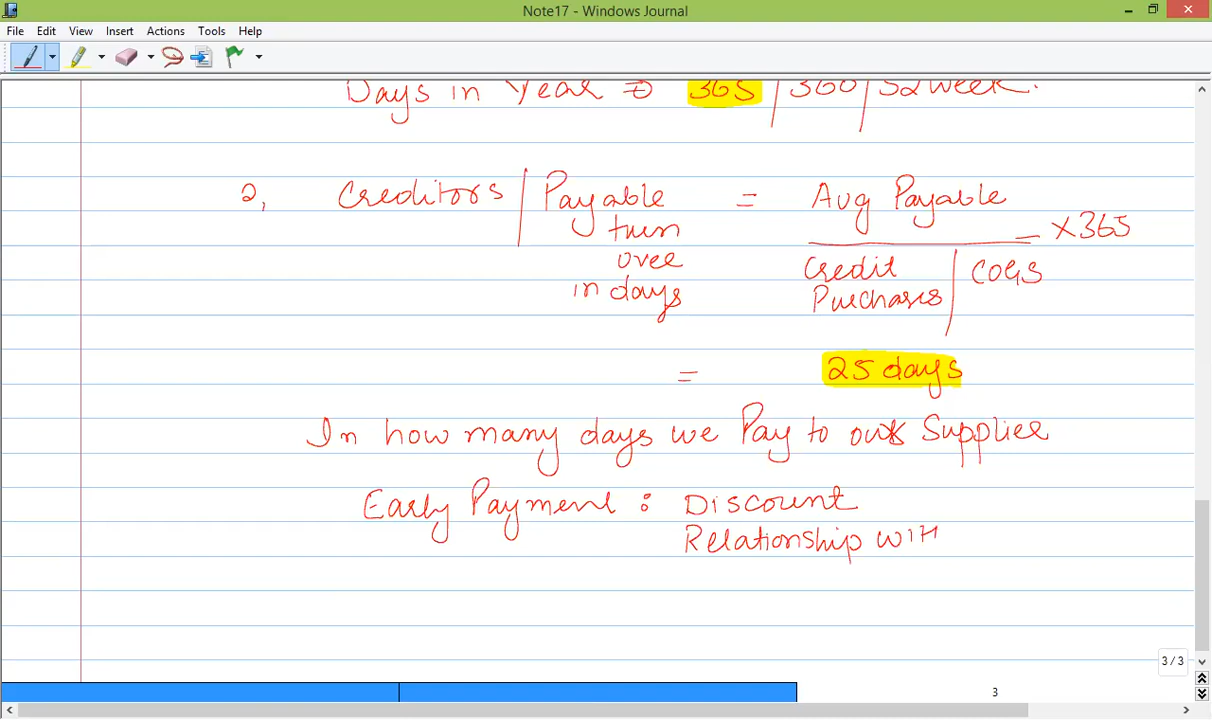 Note17 - Windows Journal
File Edit View Insert Actions Tools Help
Days in Year ⇒ 365 / 360 / 52 week.
2, Creditors | Payable = Avg Payable × 365
turn
over
in days
Credit | COGS
Purchases
= 25 days
In how many days we Pay to our Supplier
Early Payment : Discount
Relationship with
3 / 3
3